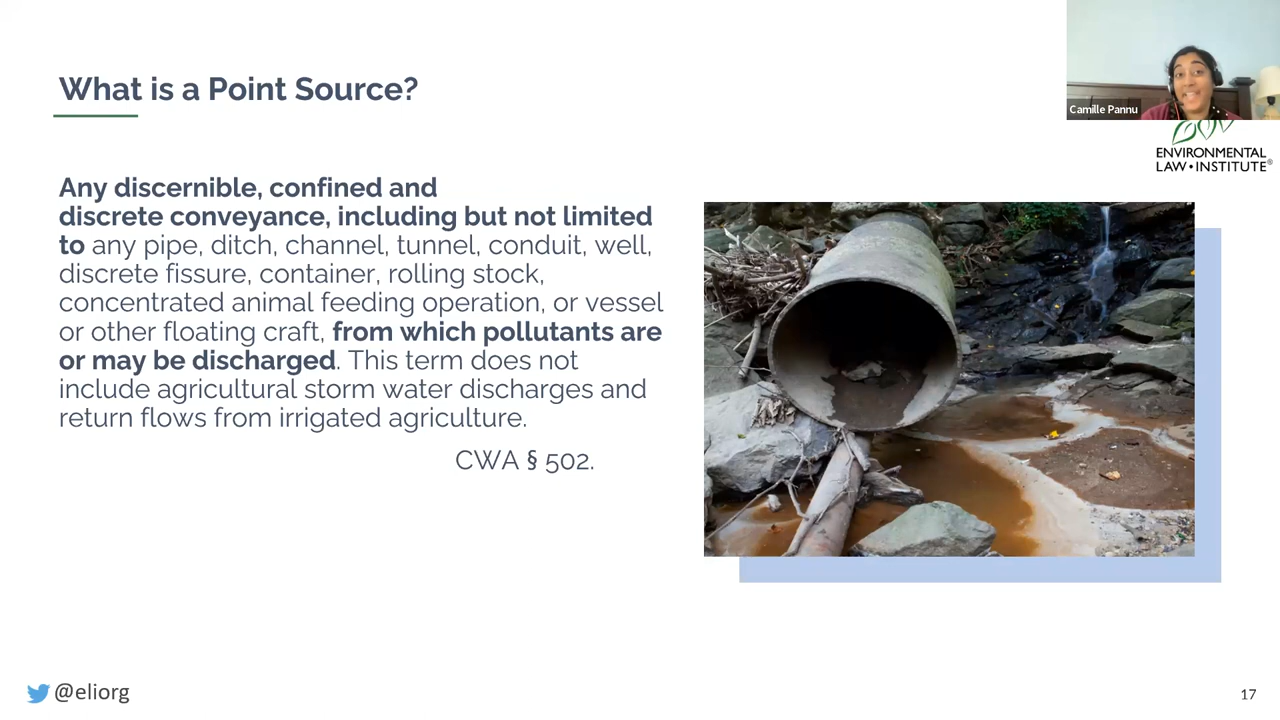 What is a Point Source?
Camille Pannu
ENVIRONMENTAL
LAW • INSTITUTE®
Any discernible, confined and
discrete conveyance, including but not limited
to any pipe, ditch, channel, tunnel, conduit, well,
discrete fissure, container, rolling stock,
concentrated animal feeding operation, or vessel
or other floating craft, from which pollutants are
or may be discharged. This term does not
include agricultural storm water discharges and
return flows from irrigated agriculture.
CWA § 502.
@eliorg
17